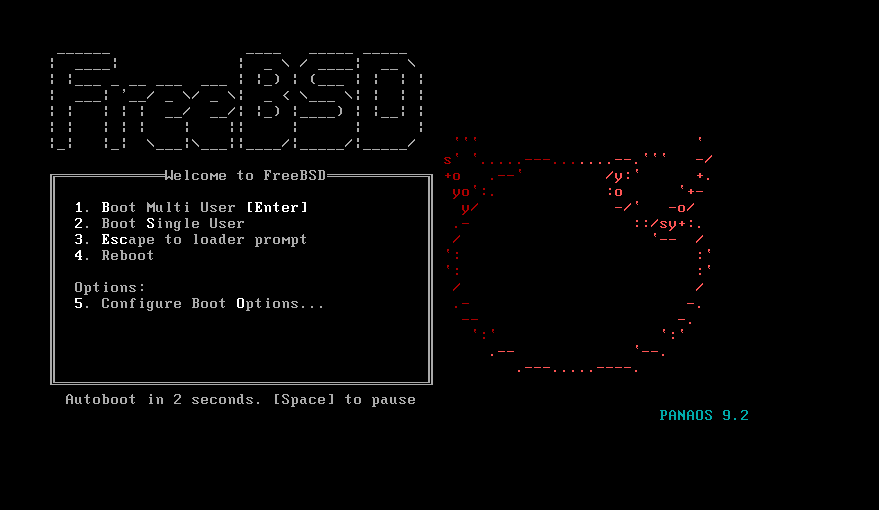 FreeBSD
Welcome to FreeBSD
1. Boot Multi User [Enter]
2. Boot Single User
3. Escape to loader prompt
4. Reboot
Options:
5. Configure Boot Options...
Autoboot in 2 seconds. [Space] to pause
PANAOS 9.2